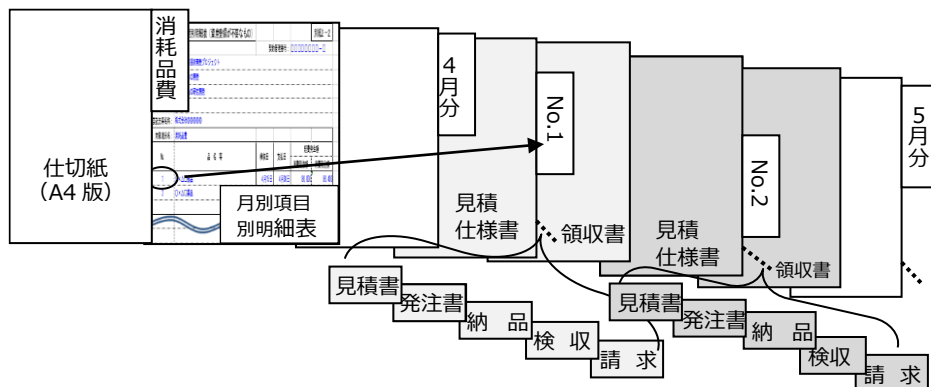 仕切紙
（A4 版）
消耗品費
月別項目
別明細表
4月分
No.1
見積
仕様書
領収書
見積書
発注書
納　品
検　収
請　求
No.2
見積
仕様書
領収書
見積書
発注書
納　品
検収
請　求
5月分